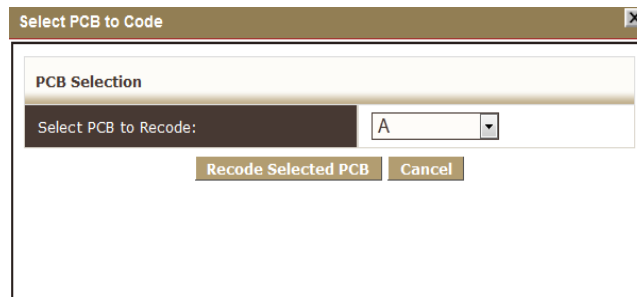 Select PCB to Code
PCB Selection
Select PCB to Recode: A
Recode Selected PCB Cancel